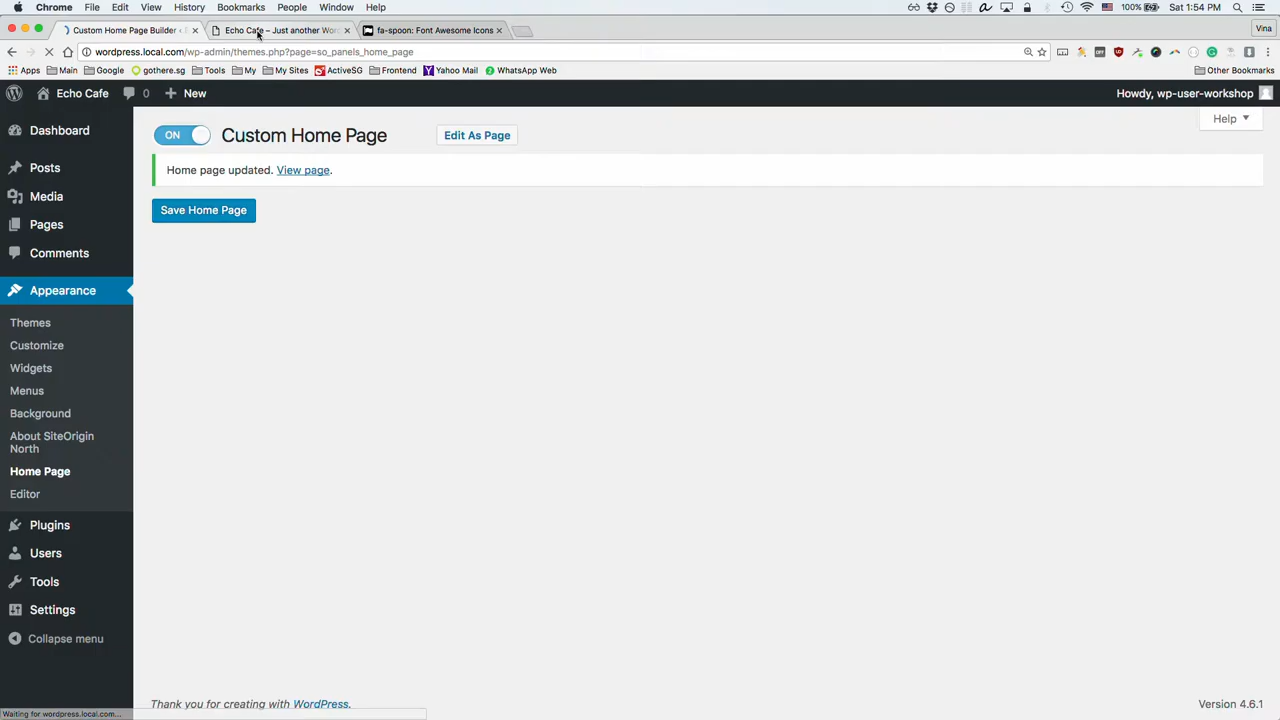 Chrome File Edit View History Bookmarks People Window Help 100% Sat 1:54 PM
Custom Home Page Builder ‹ Echo Cafe – Just another Wor fa-spoon: Font Awesome Icons Vina
wordpress.local.com/wp-admin/themes.php?page=so_panels_home_page
Apps Main Google gothere.sg Tools My My Sites ActiveSG Frontend Yahoo Mail WhatsApp Web Other Bookmarks
Echo Cafe 0 New Howdy, wp-user-workshop
Help
Dashboard
Posts
Media
Pages
Comments
Appearance
Themes
Customize
Widgets
Menus
Background
About SiteOrigin
North
Home Page
Editor
Plugins
Users
Tools
Settings
Collapse menu
ON Custom Home Page Edit As Page
Home page updated. View page.
Save Home Page
Thank you for creating with WordPress. Version 4.6.1
Waiting for wordpress.local.com...